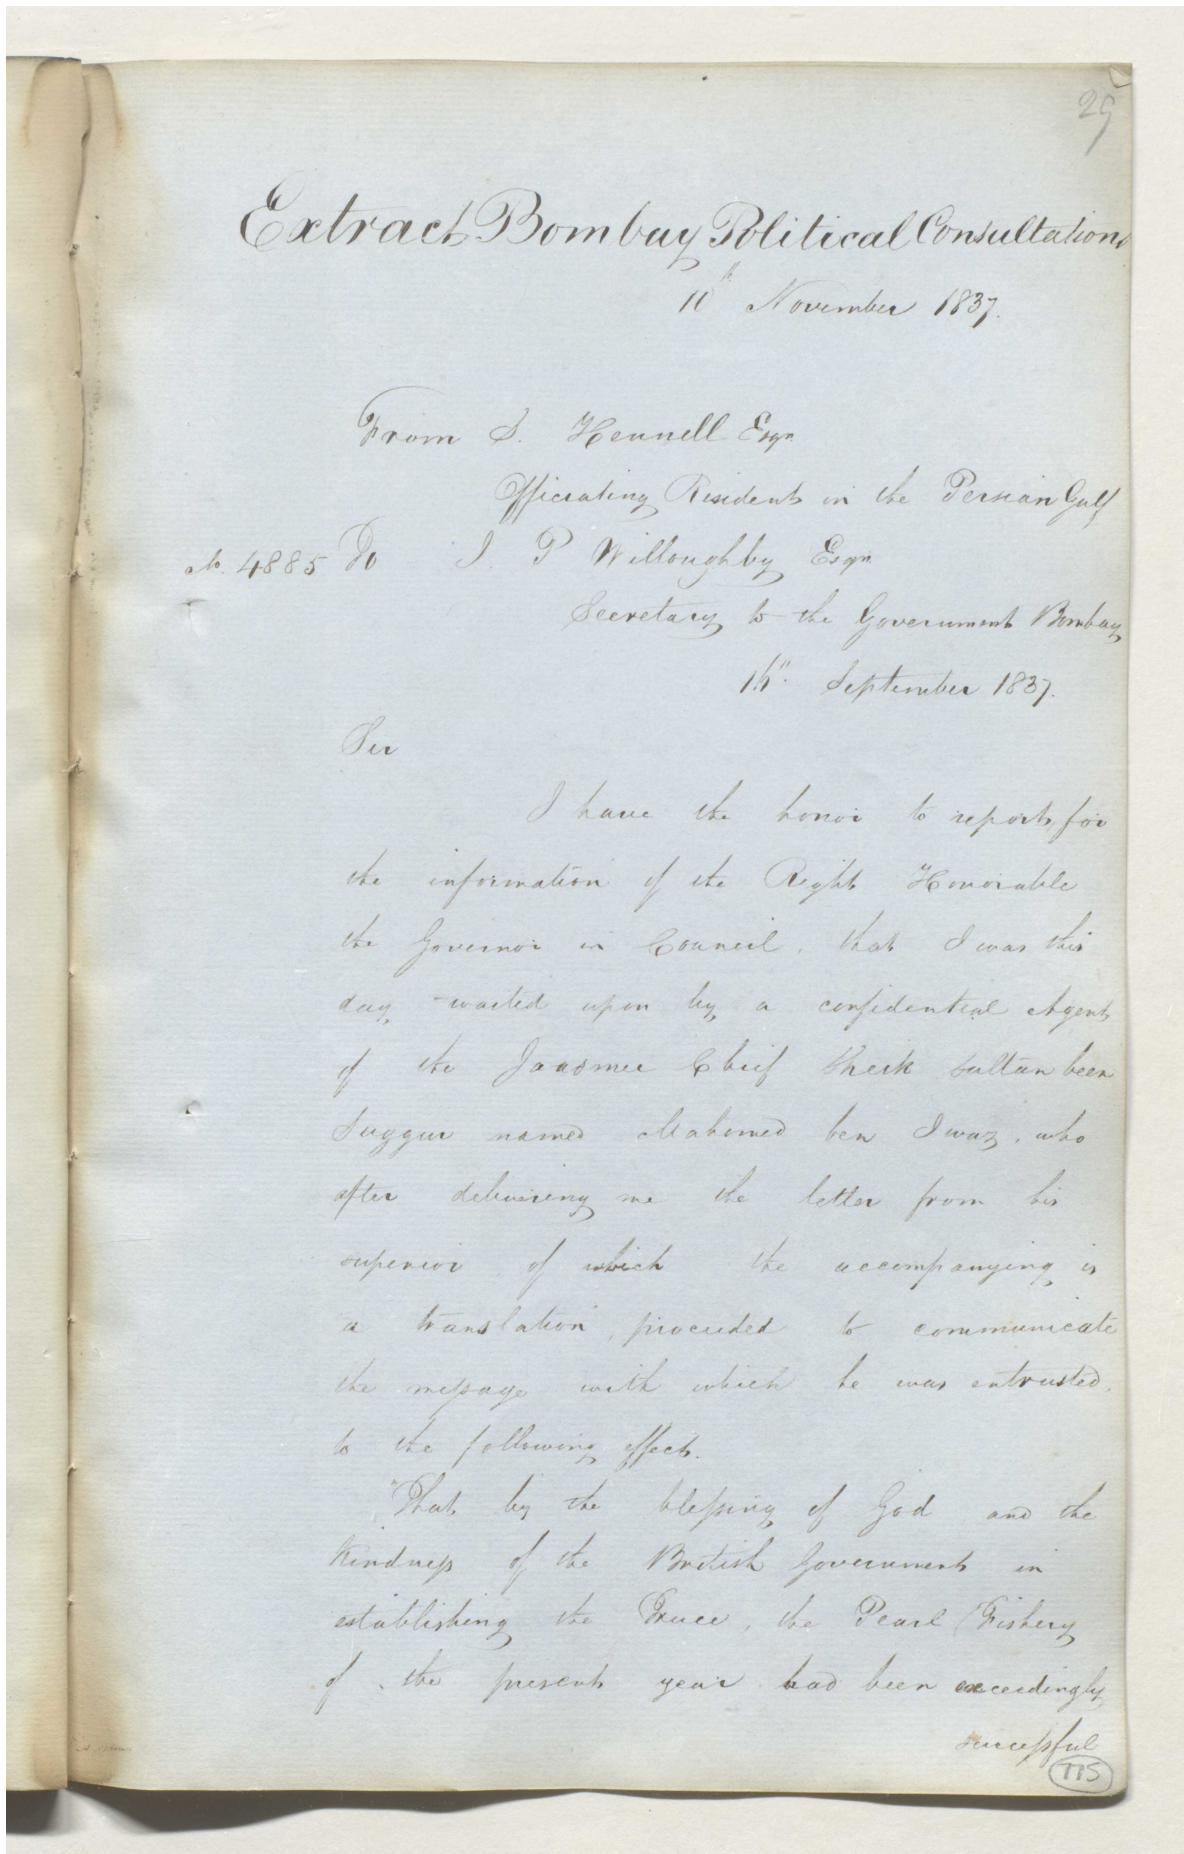 29
Extract Bombay Political Consultations
11th November 1837.
From S. Hennell Esqr.
Officiating Resident in the Persian Gulf
No. 4885 To J. P Willoughby Esqr.
Secretary to the Government Bombay
September 1837.
Sir
I have the honor to report for
the information of the Right Honorable
the Governor in Council, that I was this
day waited upon by a confidential Agent
of the Joasmee Chief Sheik Sultan been
Suggur named Mahomed ben Iwaz, who
after delivering me the letter from his
superior of which the accompanying is
a translation, proceeded to communicate
the message with which he was entrusted,
to the following effect.
"That by the blessing of God and the
Kindness of the British Government in
establishing the Truce, the Pearl Fishery
of the present year had been exceedingly
successful